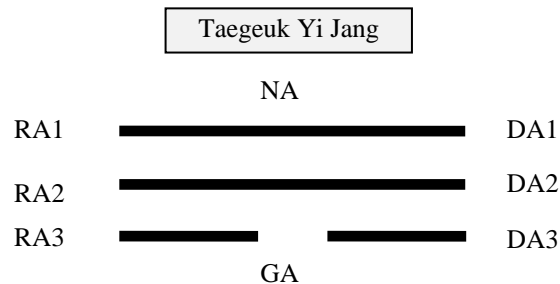 Taegeuk Yi Jang
NA
RA1 DA1
RA2 DA2
RA3 DA3
GA